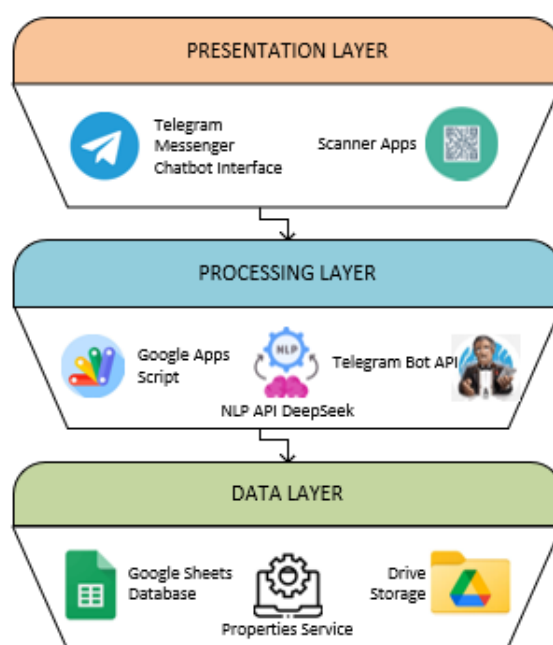 PRESENTATION LAYER
Telegram
Messenger
Chatbot Interface
Scanner Apps
PROCESSING LAYER
Google Apps
Script
NLP
NLP API DeepSeek
Telegram Bot API
DATA LAYER
Google Sheets
Database
Properties Service
Drive
Storage